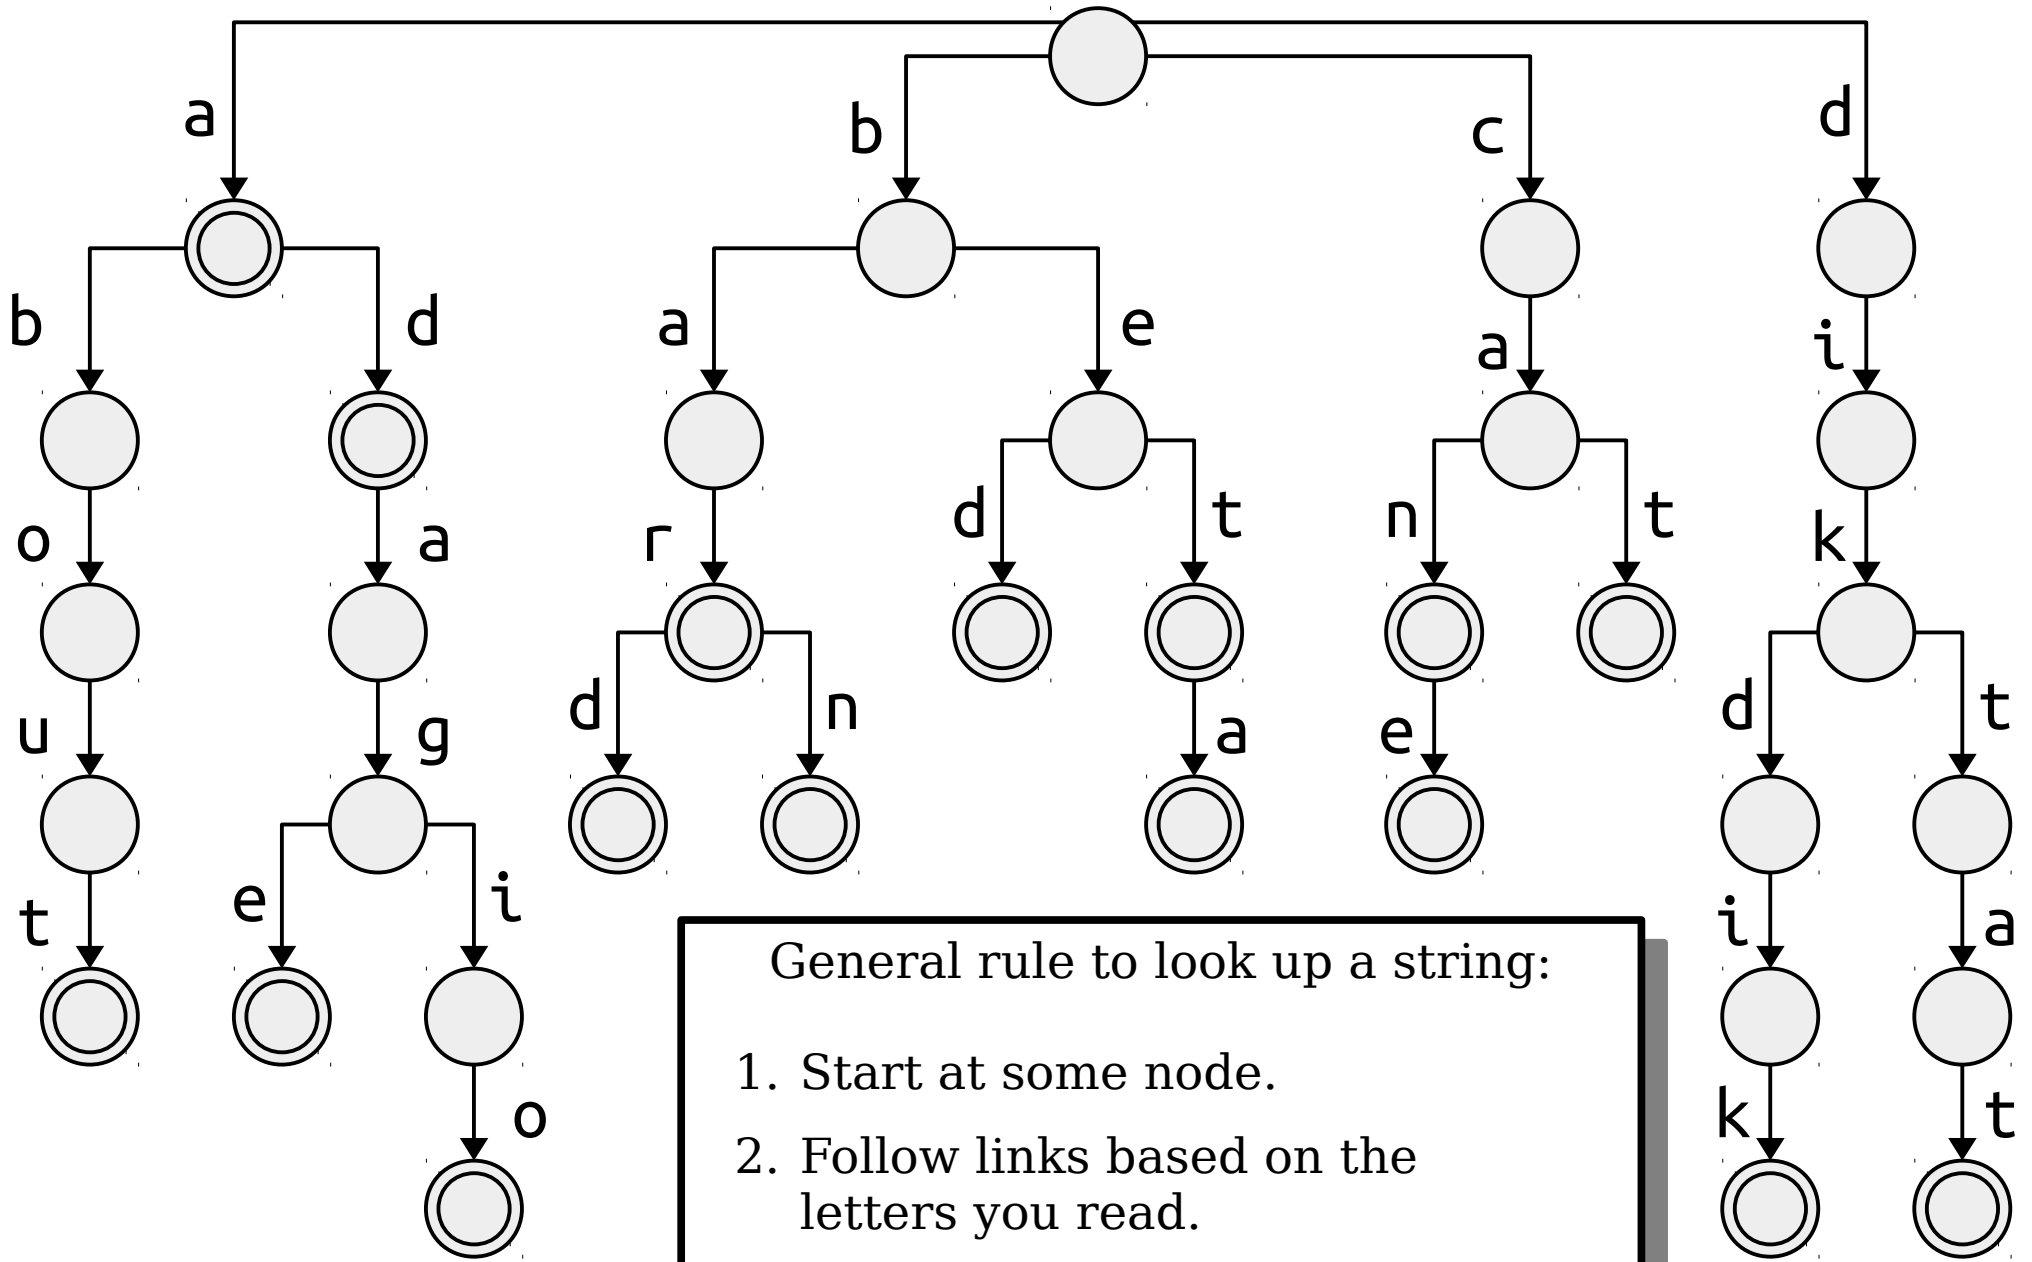 a
b
c
d
b
d
a
e
a
i
o
a
r
d
t
n
t
k
u
g
d
n
a
e
d
t
t
e
i
i
a
General rule to look up a string:
1. Start at some node.
o
k
t
2. Follow links based on the
letters you read.